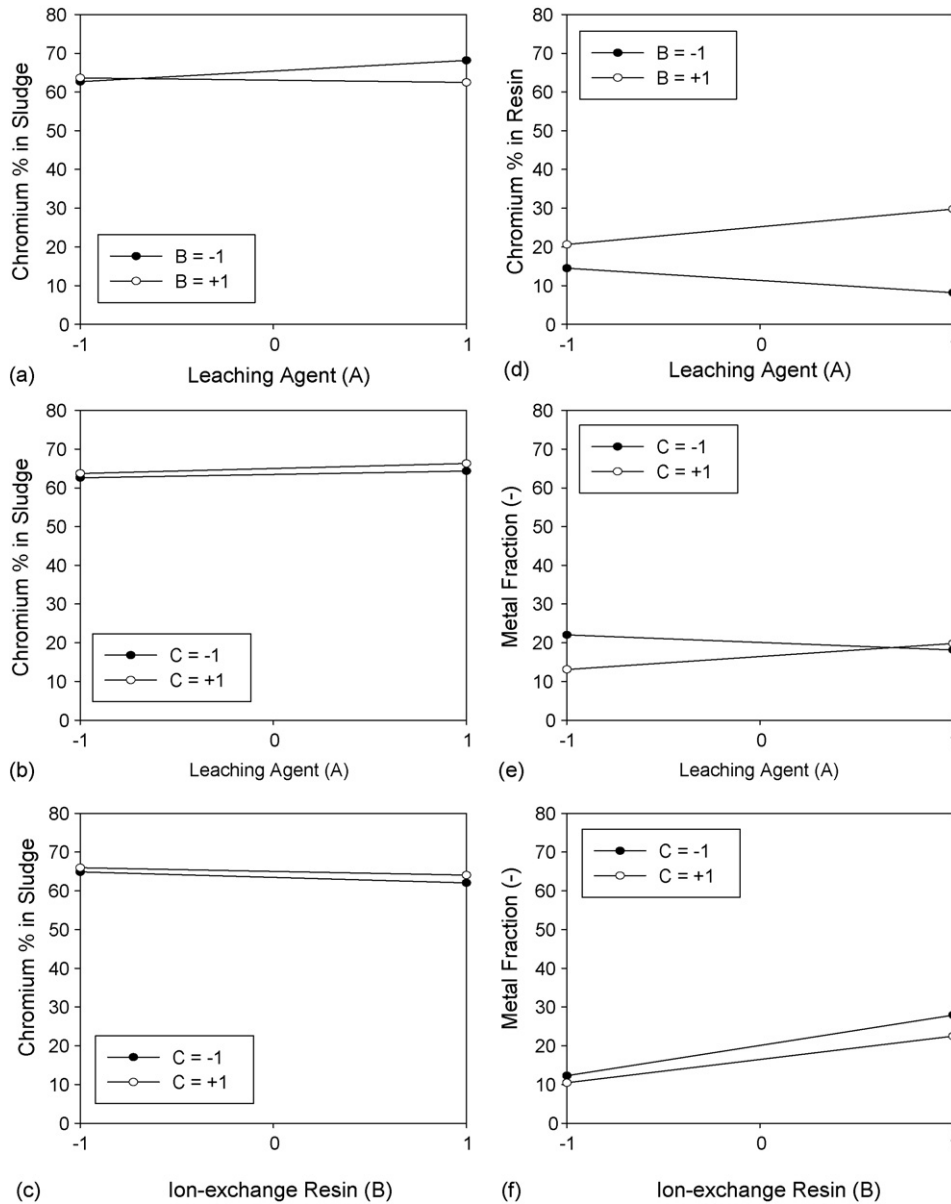 Chromium % in Sludge
80
70
60
50
40
30
20
10
0
B = -1
B = +1
-1
0
1
(a)
Leaching Agent (A)
Chromium % in Resin
80
70
60
50
40
30
20
10
0
B = -1
B = +1
-1
0
1
(d)
Leaching Agent (A)
Chromium % in Sludge
80
70
60
50
40
30
20
10
0
C = -1
C = +1
-1
0
1
(b)
Leaching Agent (A)
Metal Fraction (-)
80
70
60
50
40
30
20
10
0
C = -1
C = +1
-1
0
1
(e)
Leaching Agent (A)
Chromium % in Sludge
80
70
60
50
40
30
20
10
0
C = -1
C = +1
-1
0
1
(c)
Ion-exchange Resin (B)
Metal Fraction (-)
80
70
60
50
40
30
20
10
0
C = -1
C = +1
-1
0
1
(f)
Ion-exchange Resin (B)